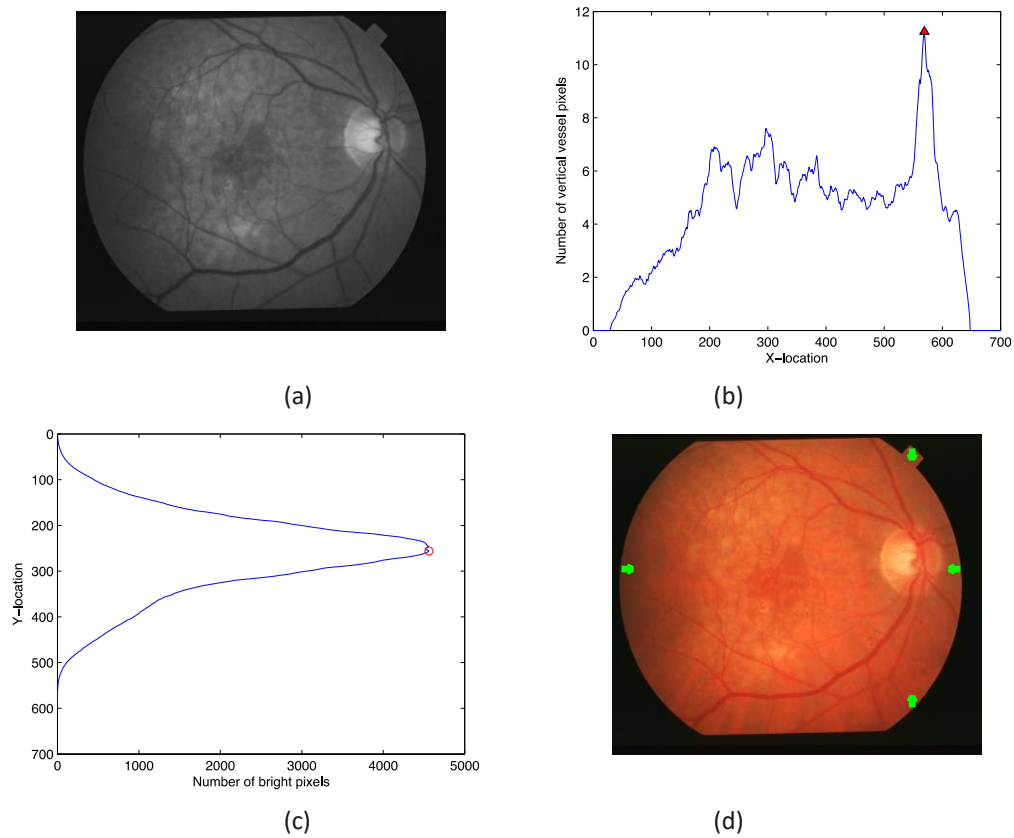 12
10
8
6
4
2
0
Number of vertical vessel pixels
0 100 200 300 400 500 600 700
X-location
(a)
(b)
0
100
200
300
400
500
600
700
Y-location
0 1000 2000 3000 4000 5000
Number of bright pixels
(c)
(d)